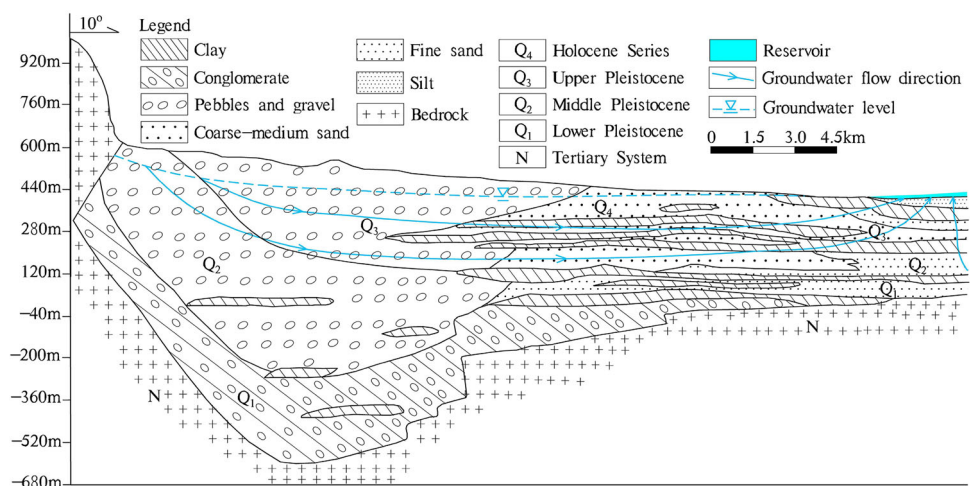 10°
Legend
Clay
Conglomerate
Pebbles and gravel
Coarse-medium sand
Fine sand
Silt
Bedrock
Q4 Holocene Series
Q3 Upper Pleistocene
Q2 Middle Pleistocene
Q1 Lower Pleistocene
N Tertiary System
Reservoir
Groundwater flow direction
Groundwater level
0 1.5 3.0 4.5km
920m
760m
600m
440m
280m
120m
-40m
-200m
-360m
-520m
-680m
Q4
Q3
Q3
Q2
Q2
Q1
N
N
Q1